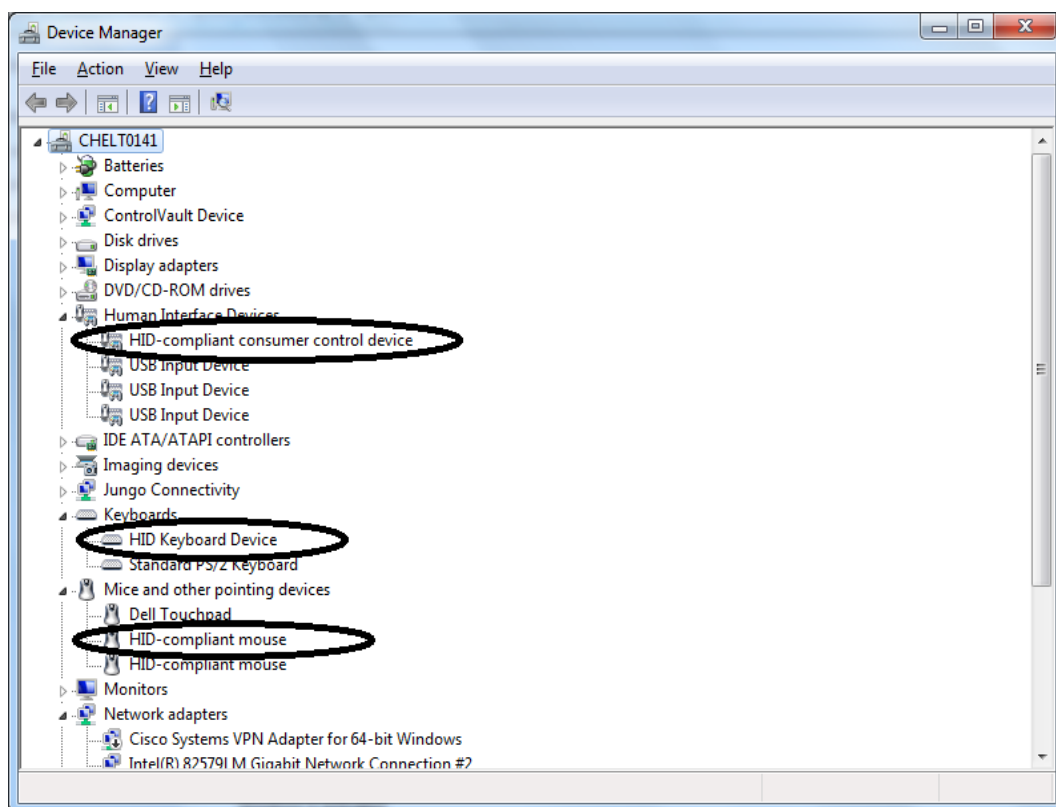 Device Manager
File Action View Help
CHELT0141
Batteries
Computer
ControlVault Device
Disk drives
Display adapters
DVD/CD-ROM drives
Human Interface Devices
HID-compliant consumer control device
USB Input Device
USB Input Device
USB Input Device
IDE ATA/ATAPI controllers
Imaging devices
Jungo Connectivity
Keyboards
HID Keyboard Device
Standard PS/2 Keyboard
Mice and other pointing devices
Dell Touchpad
HID-compliant mouse
HID-compliant mouse
Monitors
Network adapters
Cisco Systems VPN Adapter for 64-bit Windows
Intel(R) 82579LM Gigabit Network Connection #2